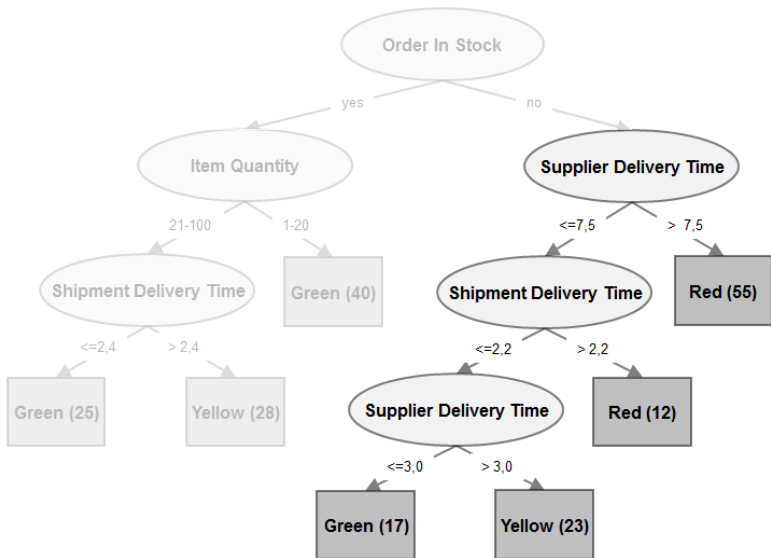 Order In Stock
yes
no
Item Quantity
Supplier Delivery Time
21-100
1-20
<=7,5
> 7,5
Shipment Delivery Time
Green (40)
Shipment Delivery Time
Red (55)
<=2,4
> 2,4
<=2,2
> 2,2
Green (25)
Yellow (28)
Supplier Delivery Time
Red (12)
<=3,0
> 3,0
Green (17)
Yellow (23)